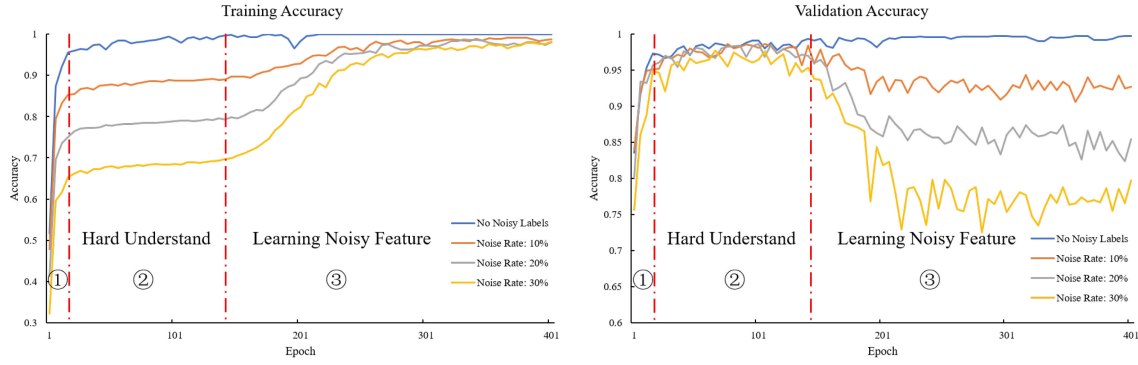 Training Accuracy
1
0.9
0.8
0.7
0.6
0.5
0.4
0.3
Accuracy
1
101
201
301
401
Epoch
Hard Understand
Learning Noisy Feature
①
②
③
No Noisy Labels
Noise Rate: 10%
Noise Rate: 20%
Noise Rate: 30%
Validation Accuracy
1
0.95
0.9
0.85
0.8
0.75
0.7
0.65
0.6
Accuracy
1
101
201
301
401
Epoch
Hard Understand
Learning Noisy Feature
①
②
③
No Noisy Labels
Noise Rate: 10%
Noise Rate: 20%
Noise Rate: 30%